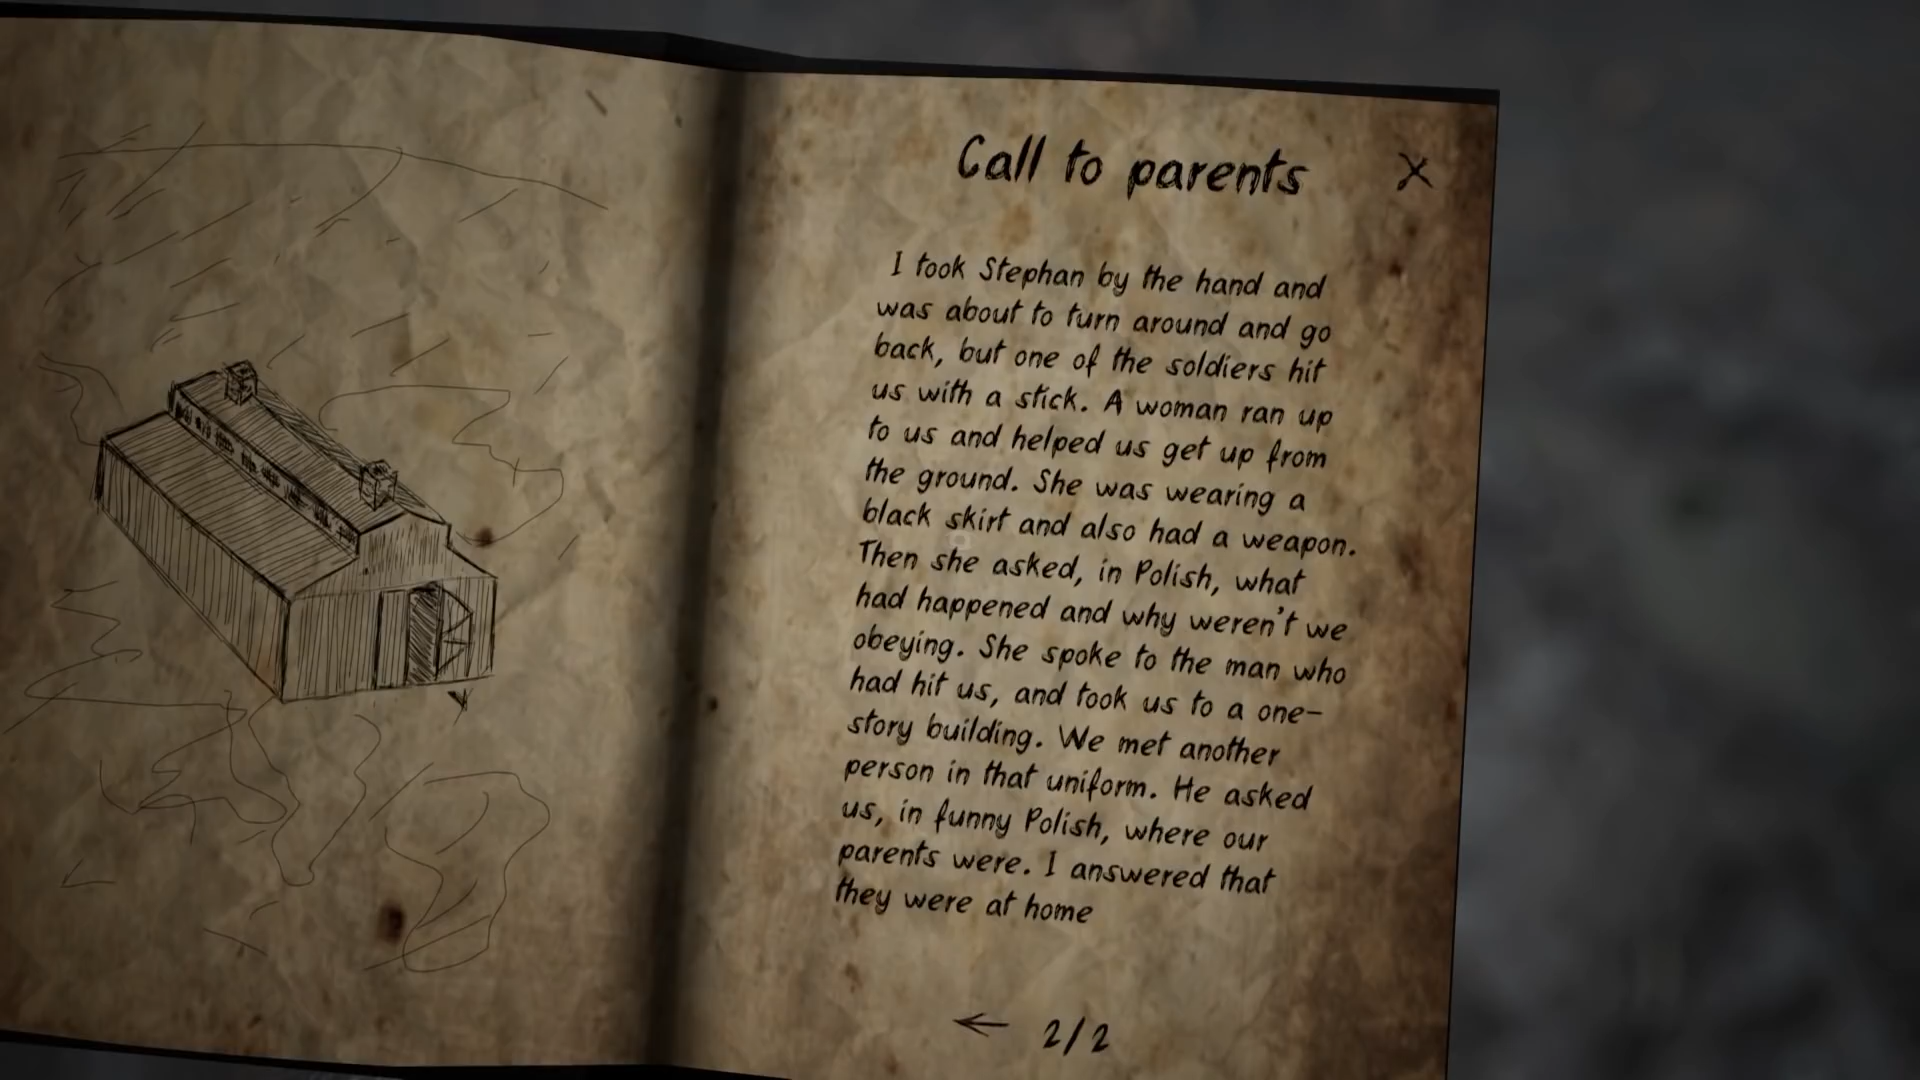 Call to parents
X
I took Stephan by the hand and
was about to turn around and go
back, but one of the soldiers hit
us with a stick. A woman ran up
to us and helped us get up from
the ground. She was wearing a
black skirt and also had a weapon.
Then she asked, in Polish, what
had happened and why weren't we
obeying. She spoke to the man who
had hit us, and took us to a one-
story building. We met another
person in that uniform. He asked
us, in funny Polish, where our
parents were. I answered that
they were at home
← 2/2